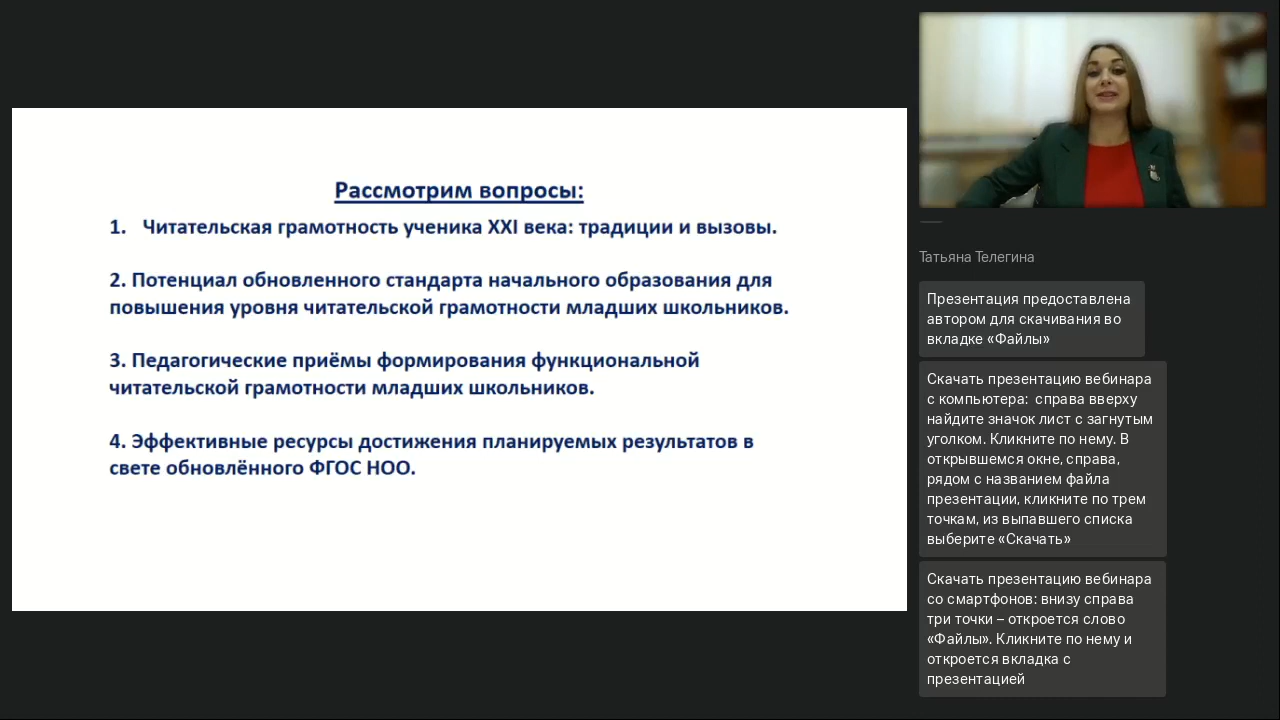 Рассмотрим вопросы:
1. Читательская грамотность ученика XXI века: традиции и вызовы.
2. Потенциал обновленного стандарта начального образования для
повышения уровня читательской грамотности младших школьников.
3. Педагогические приёмы формирования функциональной
читательской грамотности младших школьников.
4. Эффективные ресурсы достижения планируемых результатов в
свете обновлённого ФГОС НОО.
Татьяна Телегина
Презентация предоставлена
автором для скачивания во
вкладке «Файлы»
Скачать презентацию вебинара
с компьютера: справа вверху
найдите значок лист с загнутым
уголком. Кликните по нему. В
открывшемся окне, справа,
рядом с названием файла
презентации, кликните по трем
точкам, из выпавшего списка
выберите «Скачать»
Скачать презентацию вебинара
со смартфонов: внизу справа
три точки – откроется слово
«Файлы». Кликните по нему и
откроется вкладка с
презентацией